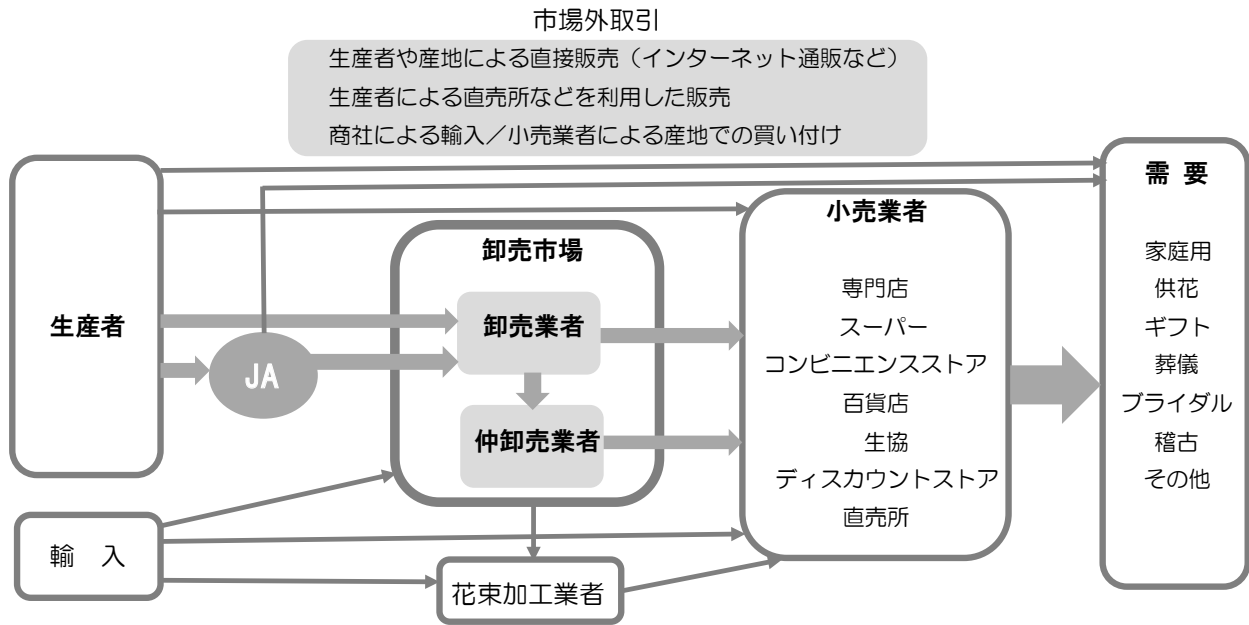 市場外取引
生産者や産地による直接販売（インターネット通販など）
生産者による直売所などを利用した販売
商社による輸入／小売業者による産地での買い付け
生産者
JA
輸　入
卸売市場
卸売業者
仲卸売業者
花束加工業者
小売業者
専門店
スーパー
コンビニエンスストア
百貨店
生協
ディスカウントストア
直売所
需 要
家庭用
供花
ギフト
葬儀
ブライダル
稽古
その他